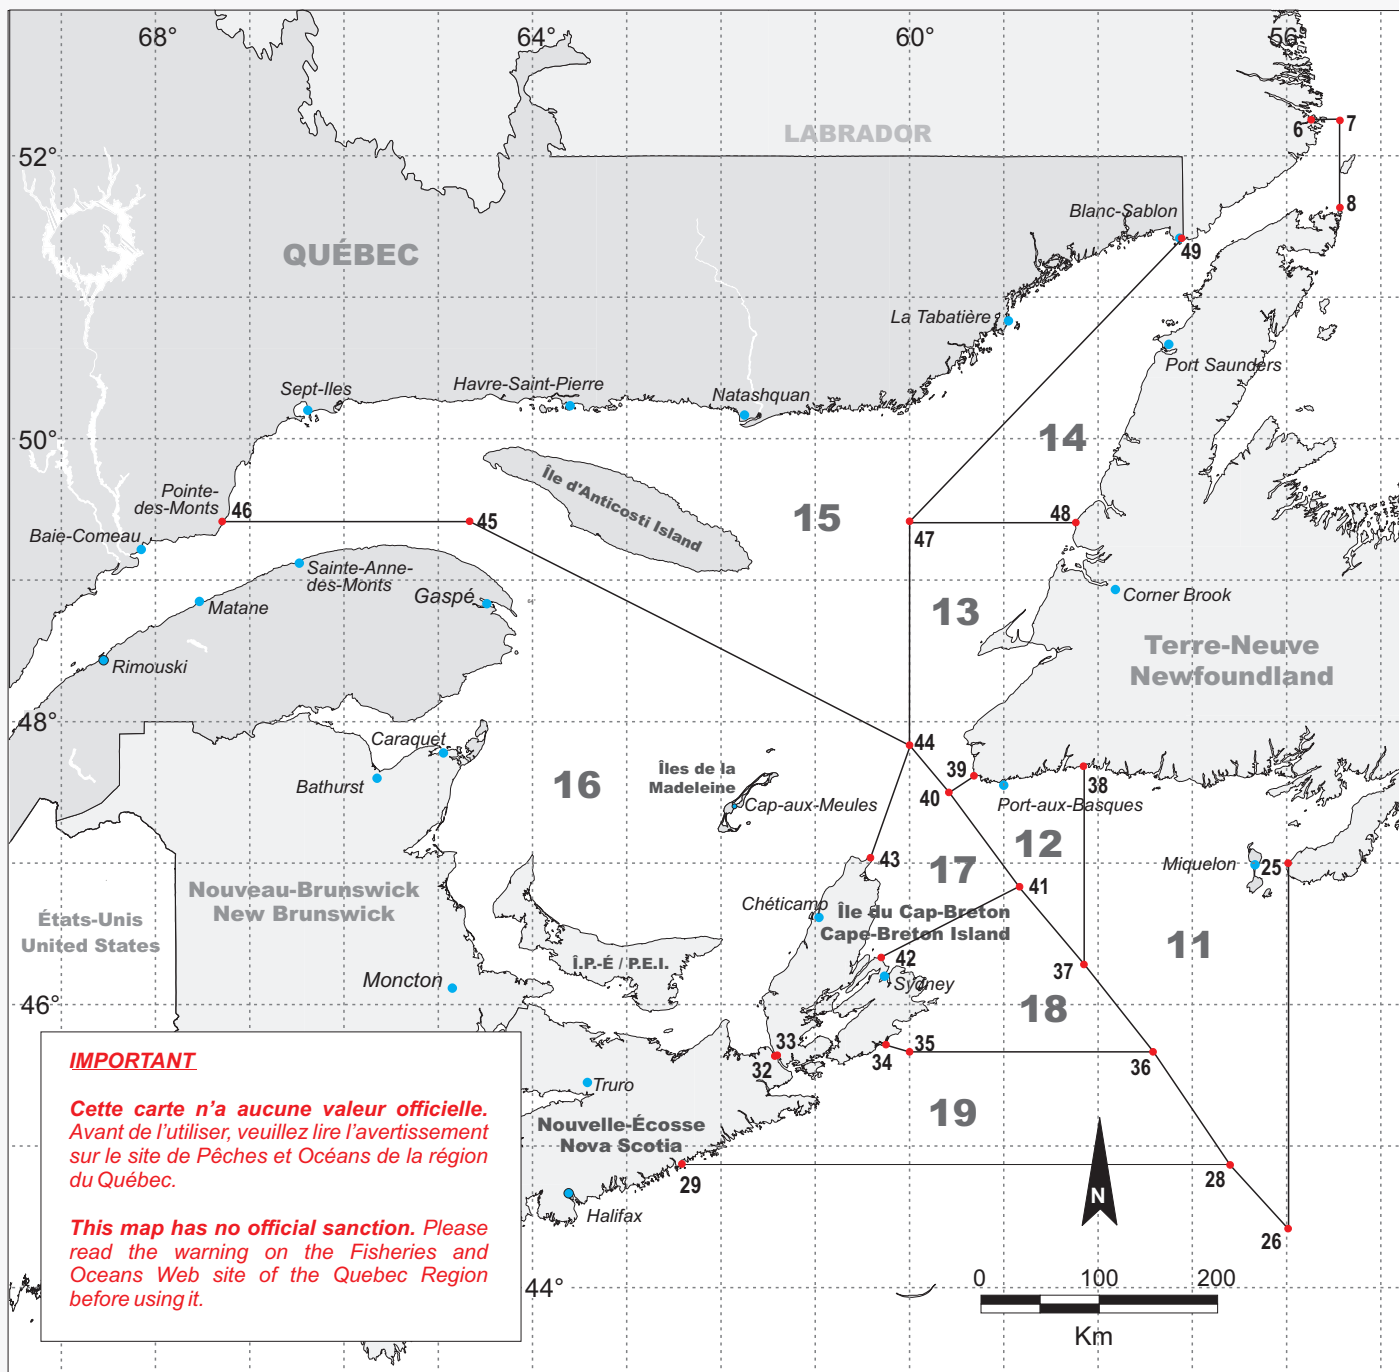 68°
64°
60°
56°
LABRADOR
6
7
52°
8
Blanc-Sablon
49
QUÉBEC
La Tabatière
Port Saunders
Sept-Iles
Havre-Saint-Pierre
Natashquan
50°
14
Île d'Anticosti Island
Pointe-
des-Monts
46
45
15
47
48
Baie-Comeau
Sainte-Anne-
des-Monts
Matane
Gaspé
Corner Brook
13
Rimouski
Terre-Neuve
Newfoundland
48°
Caraquet
44
39
38
Bathurst
16
Îles de la
Madeleine
Cap-aux-Meules
40
Port-aux-Basques
12
43
17
Miquelon
25
41
Nouveau-Brunswick
New Brunswick
États-Unis
United States
Chéticamp
Île du Cap-Breton
Cape-Breton Island
11
Î.P.-É / P.E.I.
42
37
Moncton
Sydney
46°
18
33
32
34
35
36
Truro
19
Nouvelle-Écosse
Nova Scotia
29
28
Halifax
N
26
44°
0
100
200
Km
IMPORTANT
Cette carte n'a aucune valeur officielle.
Avant de l'utiliser, veuillez lire l'avertissement
sur le site de Pêches et Océans de la région
du Québec.
This map has no official sanction. Please
read the warning on the Fisheries and
Oceans Web site of the Quebec Region
before using it.